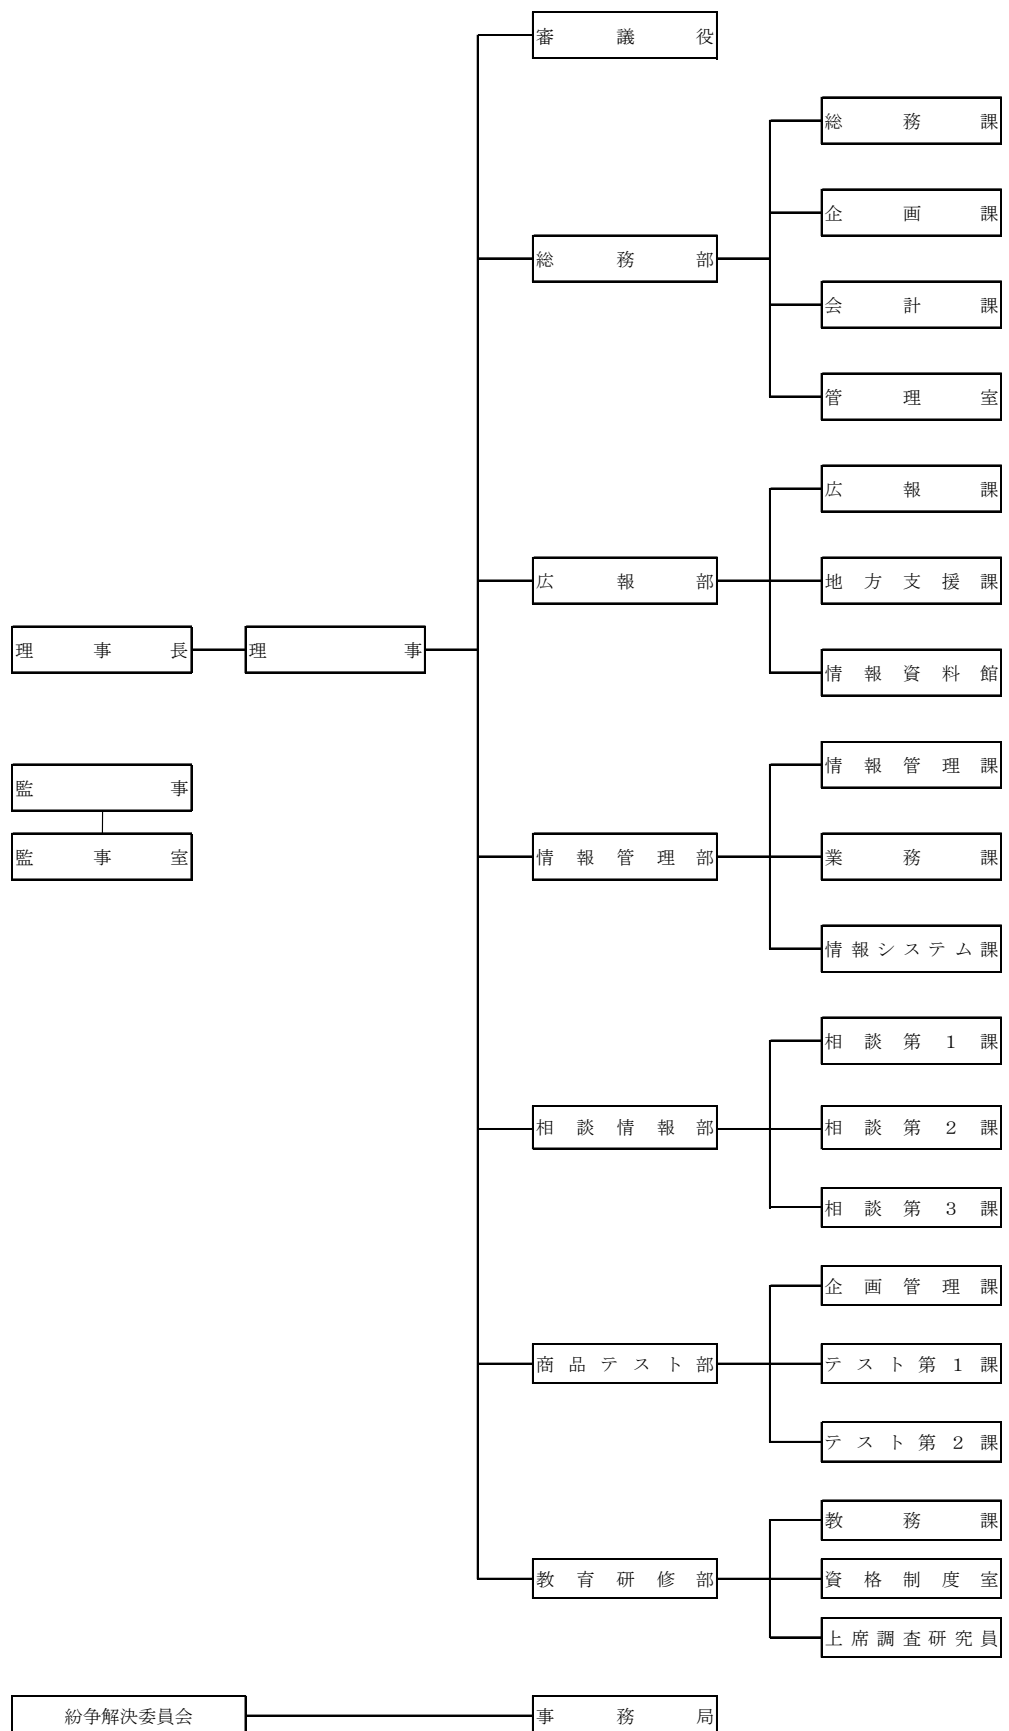 審議役
総務課
企画課
総務部
会計課
管理室
広報課
広報部
地方支援課
理事長
理事
情報資料館
情報管理課
監事
監事室
情報管理部
業務課
情報システム課
相談第1課
相談情報部
相談第2課
相談第3課
企画管理課
商品テスト部
テスト第1課
テスト第2課
教務課
教育研修部
資格制度室
上席調査研究員
紛争解決委員会
事務局